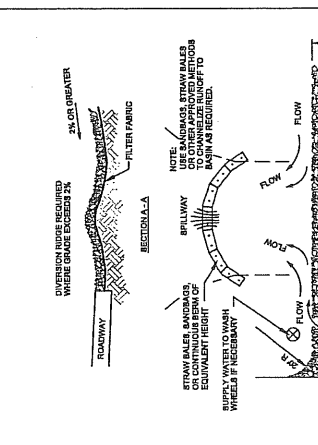 DIVERSION RIDGE REQUIRED
WHERE GRADE EXCEEDS 2%
2% OR GREATER
ROADWAY
FILTER FABRIC
SECTION A - A
NOTE:
USE SANDBAGS, STRAW BALES
OR OTHER APPROVED METHODS
TO CHANNELIZE RUNOFF TO
BASIN AS REQUIRED.
STRAW BALES, SANDBAGS,
OR CONTINUOUS BERM OF
EQUIVALENT HEIGHT
SPILLWAY
SUPPLY WATER TO WASH
WHEELS IF NECESSARY
FLOW
FLOW
FLOW
FLOW
20' R